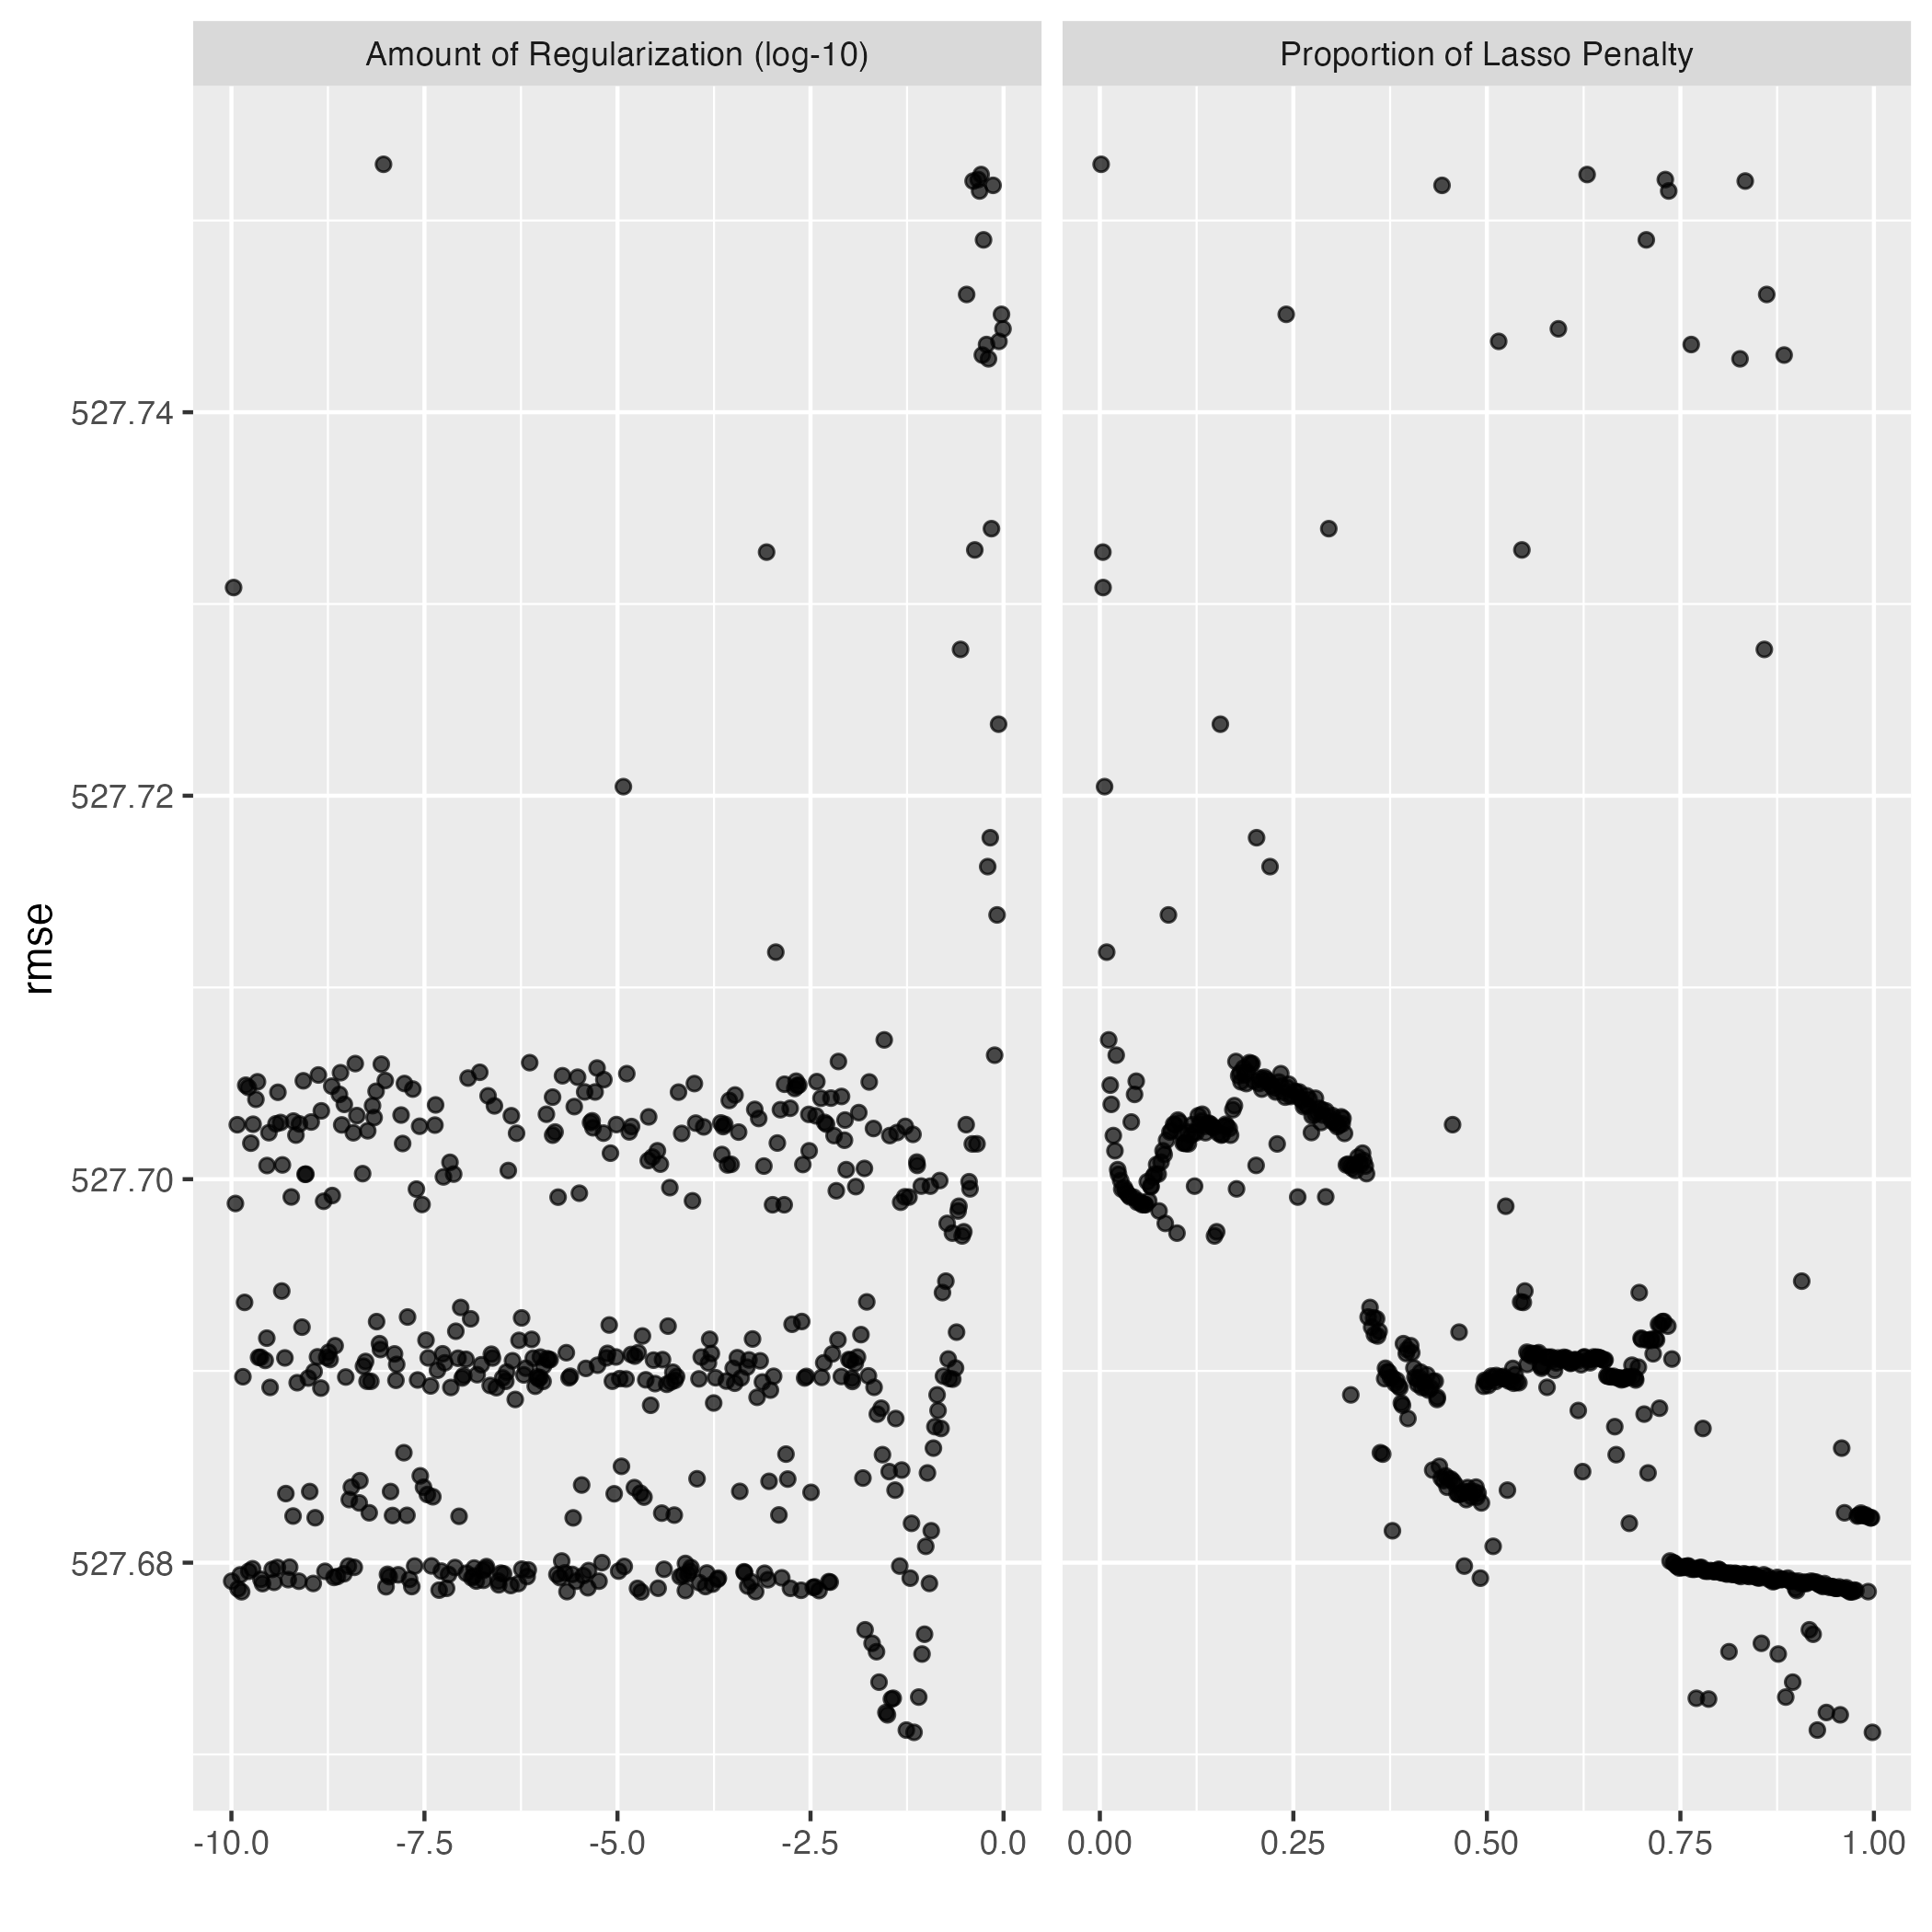 Amount of Regularization (log-10)
Proportion of Lasso Penalty
rmse
527.74
527.72
527.70
527.68
-10.0 -7.5 -5.0 -2.5 0.0
0.00 0.25 0.50 0.75 1.00